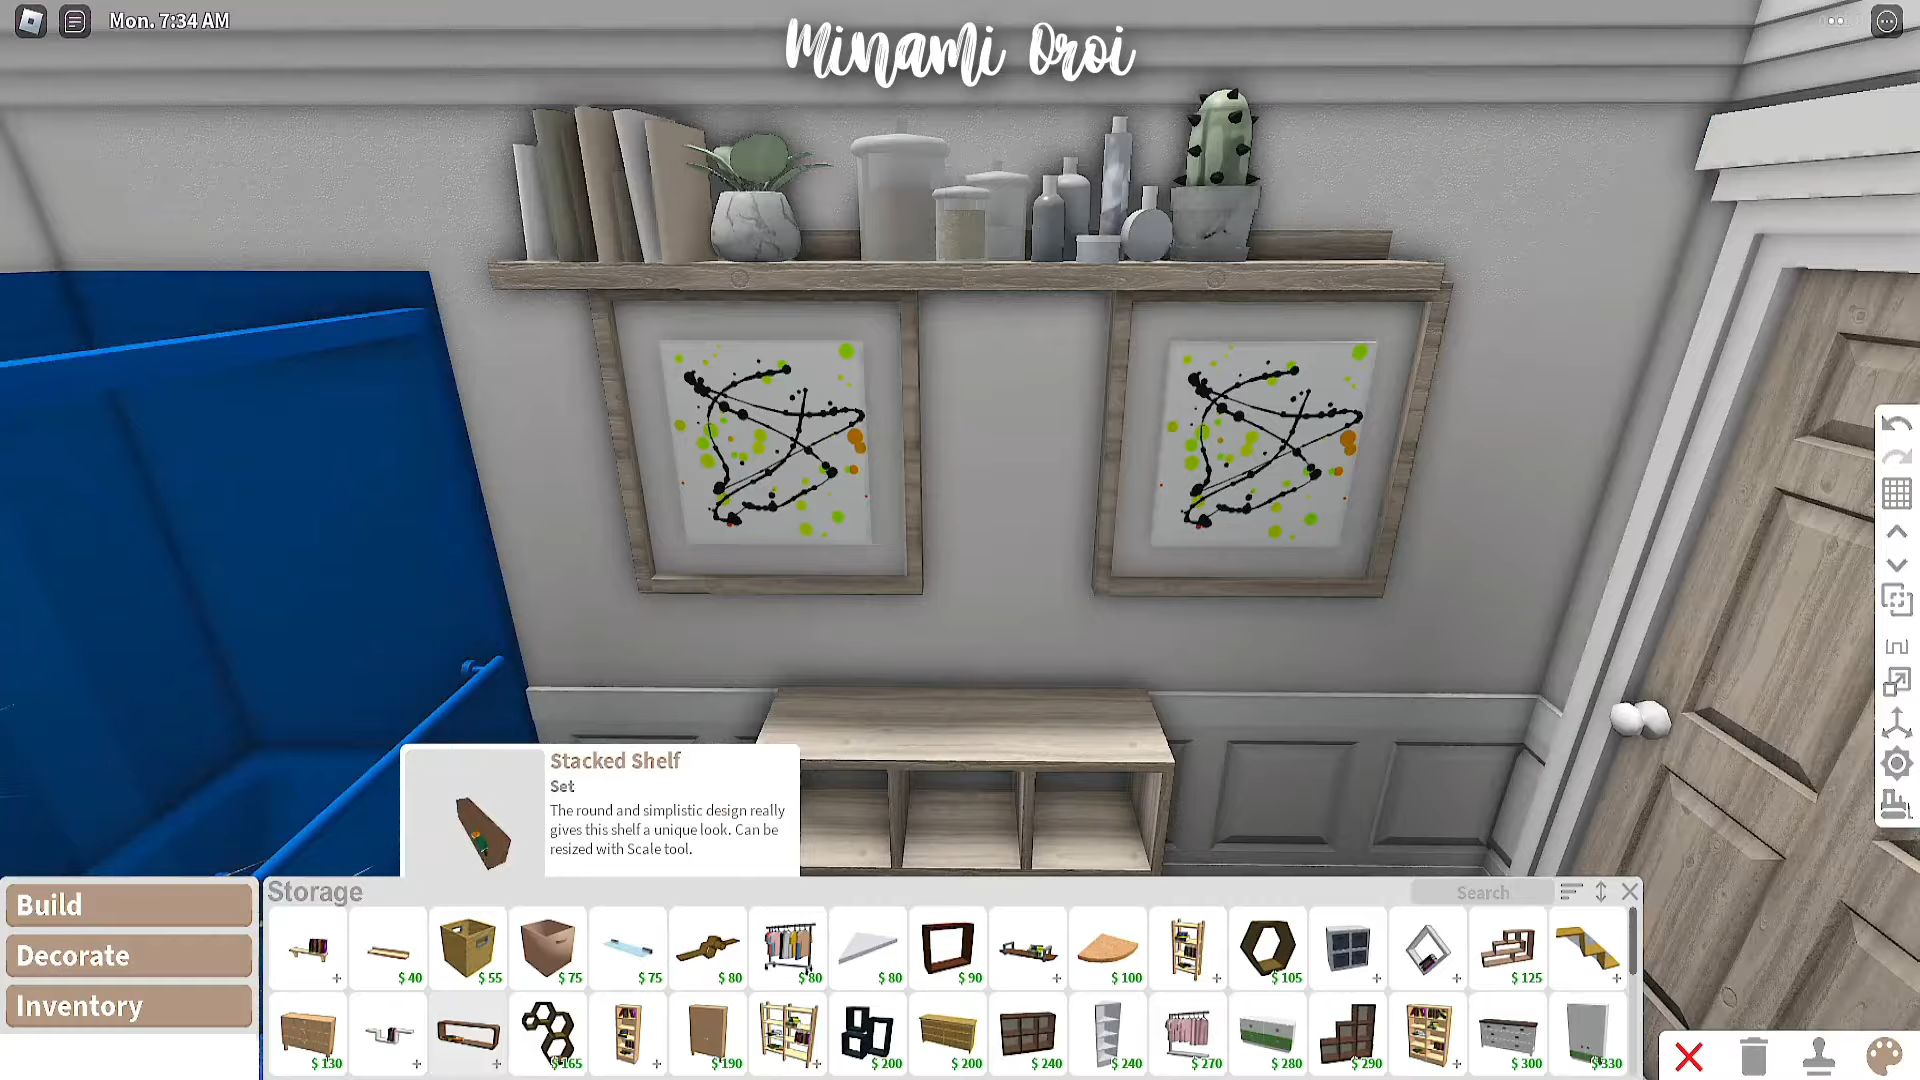 Mon. 7:34 AM
Minami Oroi
Stacked Shelf
Set
The round and simplistic design really
gives this shelf a unique look. Can be
resized with Scale tool.
Build
Decorate
Inventory
Storage
Search
+ $ 40 $ 55 $ 75 $ 75 $ 80 $ 80 $ 80 $ 90 + $ 100 + $ 105 + + $ 125 +
$ 130 + + $ 165 + $ 190 + $ 200 $ 200 $ 240 $ 240 $ 270 $ 280 $ 290 + $ 300 $ 330